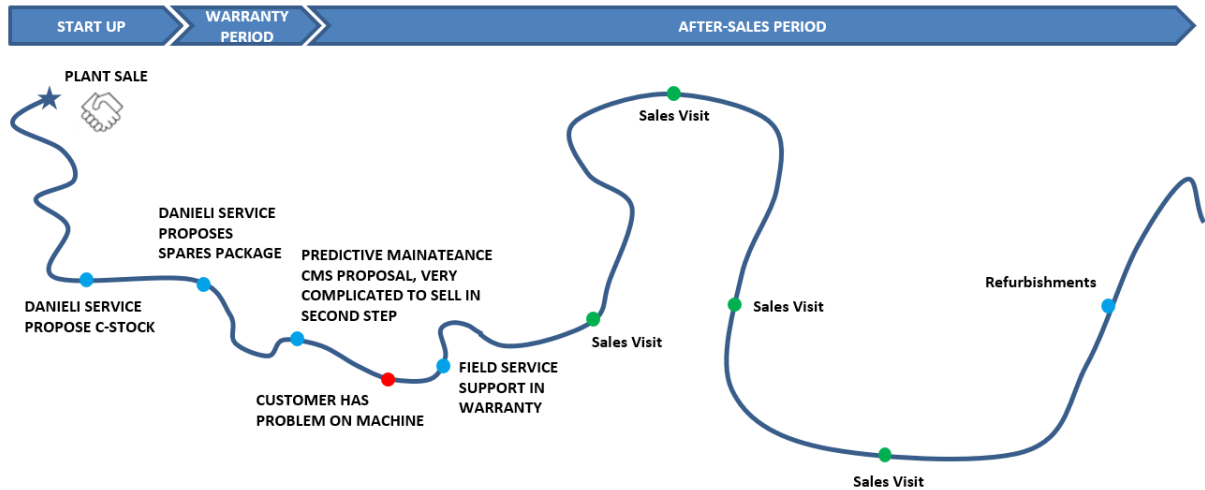 START UP
WARRANTY
PERIOD
AFTER-SALES PERIOD
PLANT SALE
DANIELI SERVICE
PROPOSE C-STOCK
DANIELI SERVICE
PROPOSES
SPARES PACKAGE
PREDICTIVE MAINATEANCE
CMS PROPOSAL, VERY
COMPLICATED TO SELL IN
SECOND STEP
CUSTOMER HAS
PROBLEM ON MACHINE
FIELD SERVICE
SUPPORT IN
WARRANTY
Sales Visit
Sales Visit
Sales Visit
Sales Visit
Refurbishments